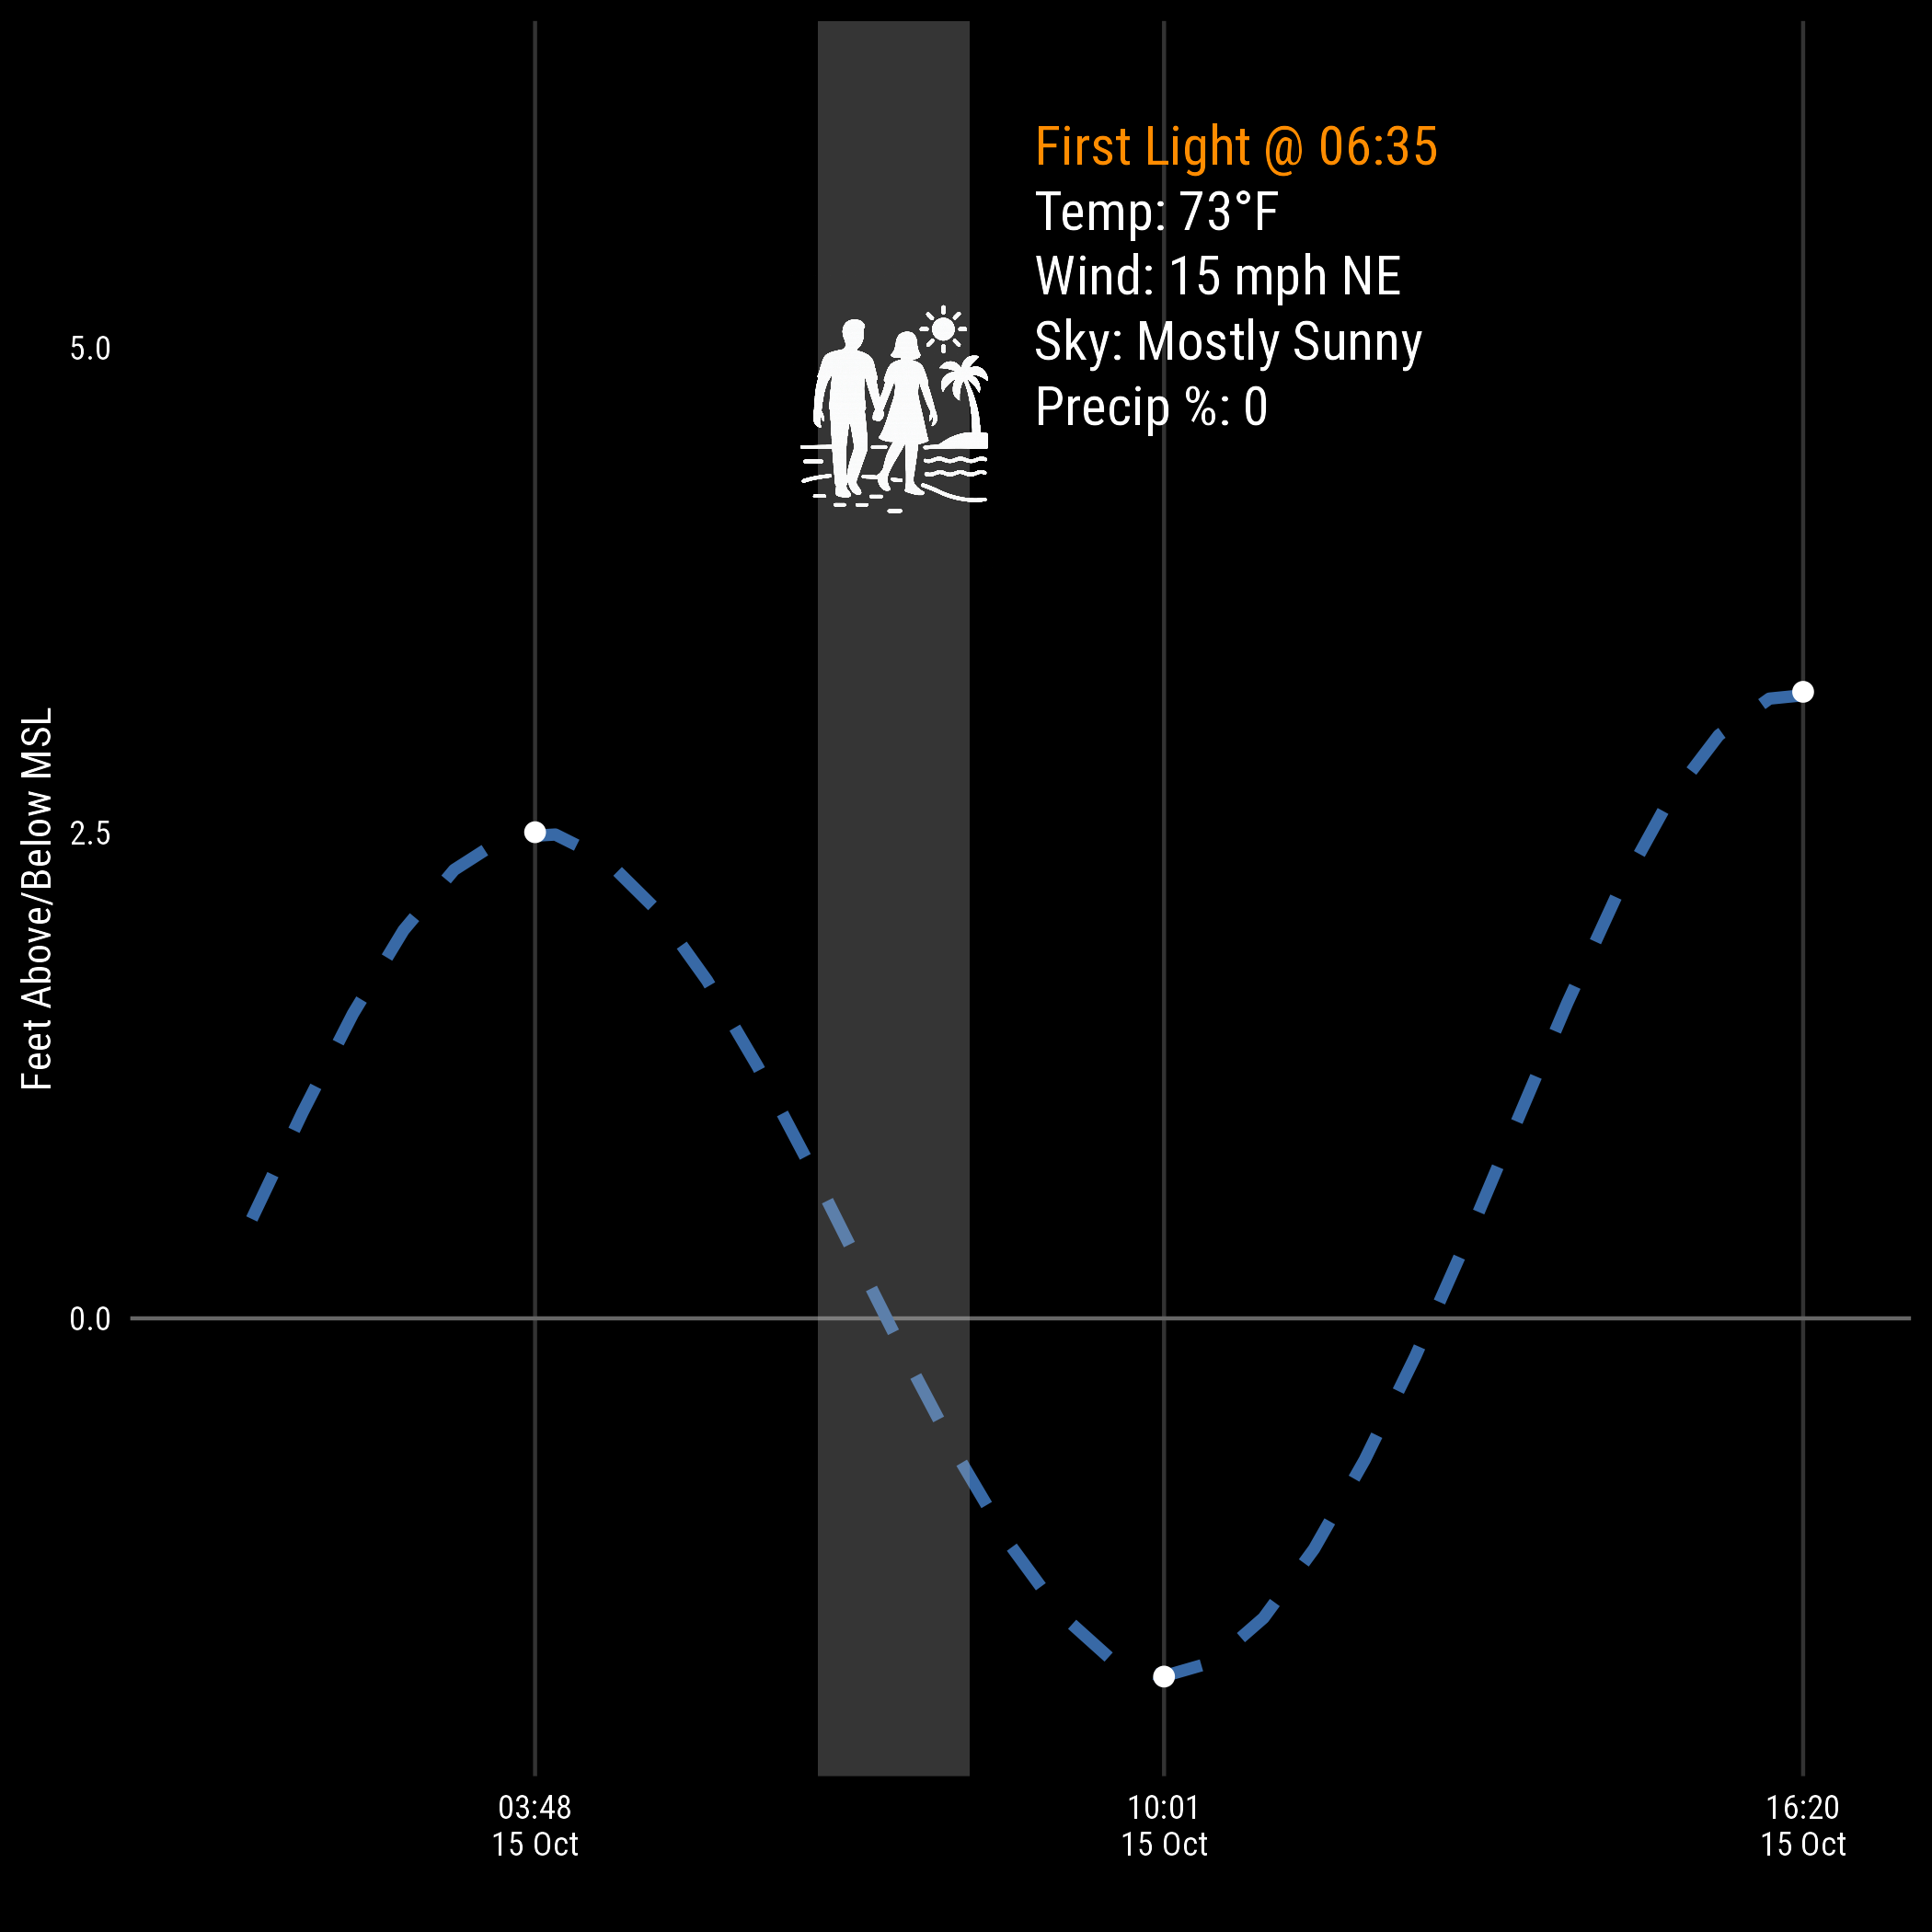 First Light @ 06:35
Temp: 73°F
Wind: 15 mph NE
Sky: Mostly Sunny
Precip %: 0
Feet Above/Below MSL
5.0
2.5
0.0
03:48
15 Oct
10:01
15 Oct
16:20
15 Oct